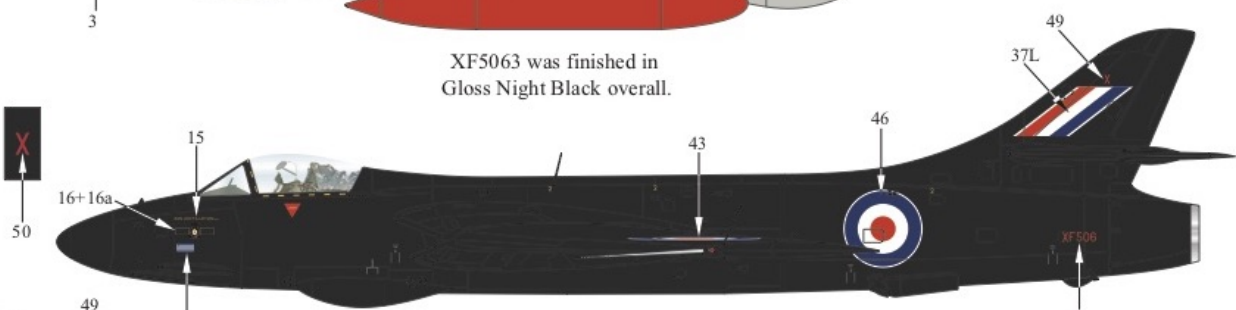 3
XF5063 was finished in
Gloss Night Black overall.
49
37L
46
43
15
16+16a
X
50
X
XF506
49